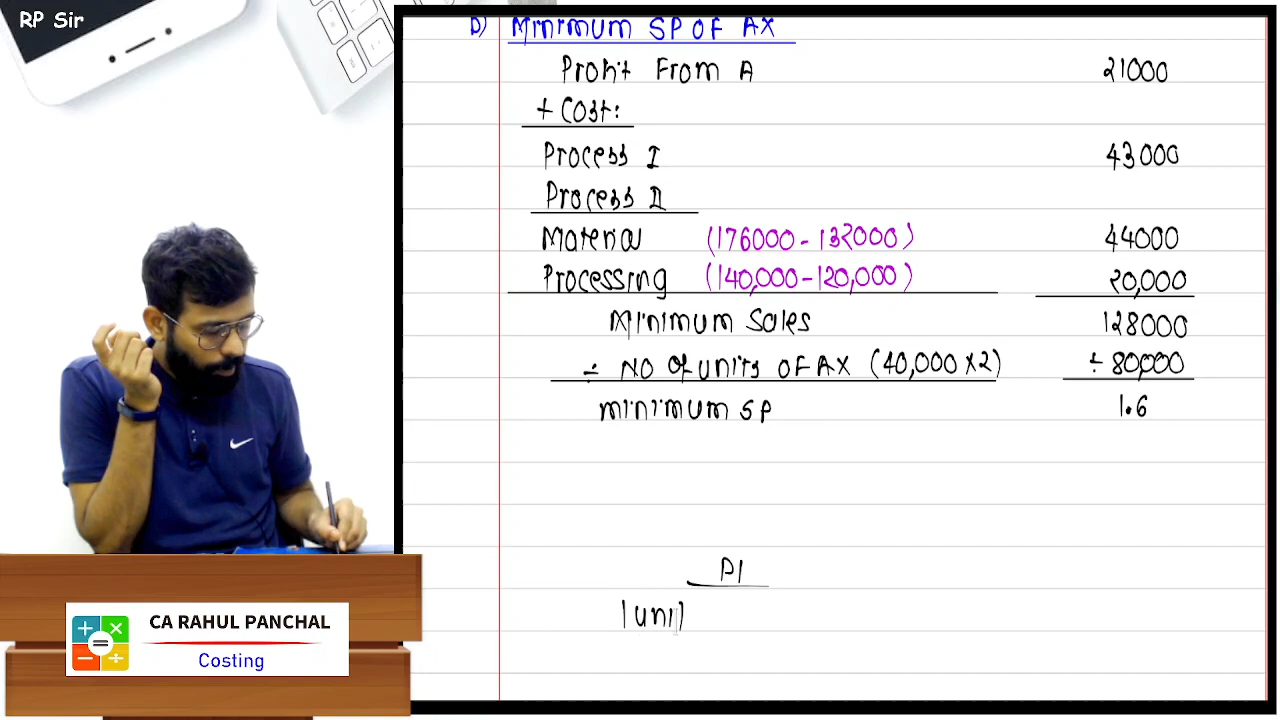 RP Sir
D) Minimum SP OF AX
Profit From A 21000
+ Cost:
Process I 43000
Process II
Material (176000 - 132000) 44000
Processing (140,000 - 120,000) 20,000
Minimum Sales 128000
÷ No of units OF AX (40,000 × 2) ÷ 80,000
minimum SP 1.6
P1
1 unit
CA RAHUL PANCHAL
Costing